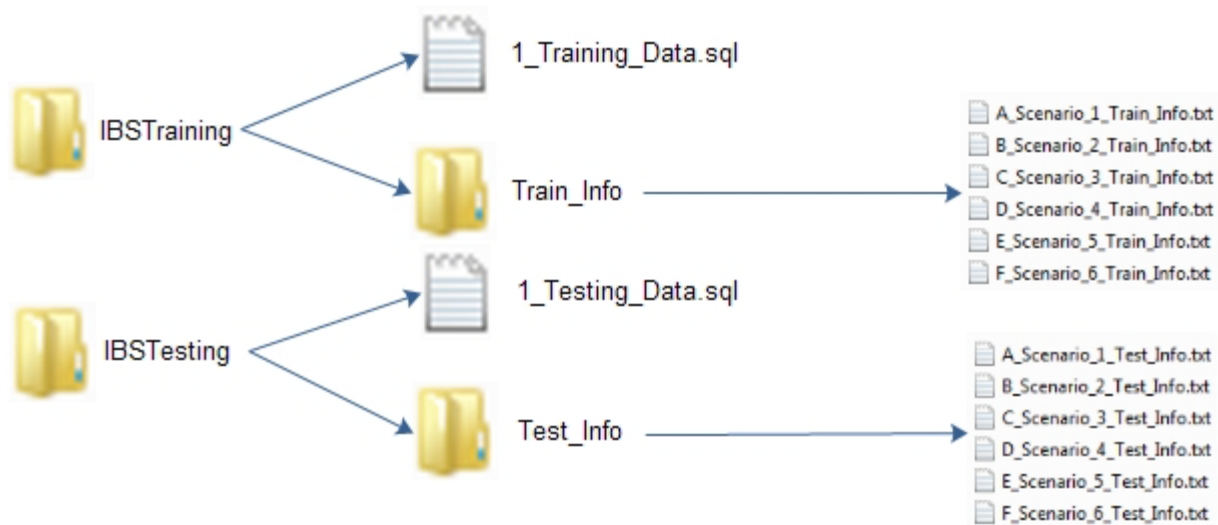 1_Training_Data.sql
IBSTraining
Train_Info
A_Scenario_1_Train_Info.txt
B_Scenario_2_Train_Info.txt
C_Scenario_3_Train_Info.txt
D_Scenario_4_Train_Info.txt
E_Scenario_5_Train_Info.txt
F_Scenario_6_Train_Info.txt
1_Testing_Data.sql
IBSTesting
Test_Info
A_Scenario_1_Test_Info.txt
B_Scenario_2_Test_Info.txt
C_Scenario_3_Test_Info.txt
D_Scenario_4_Test_Info.txt
E_Scenario_5_Test_Info.txt
F_Scenario_6_Test_Info.txt